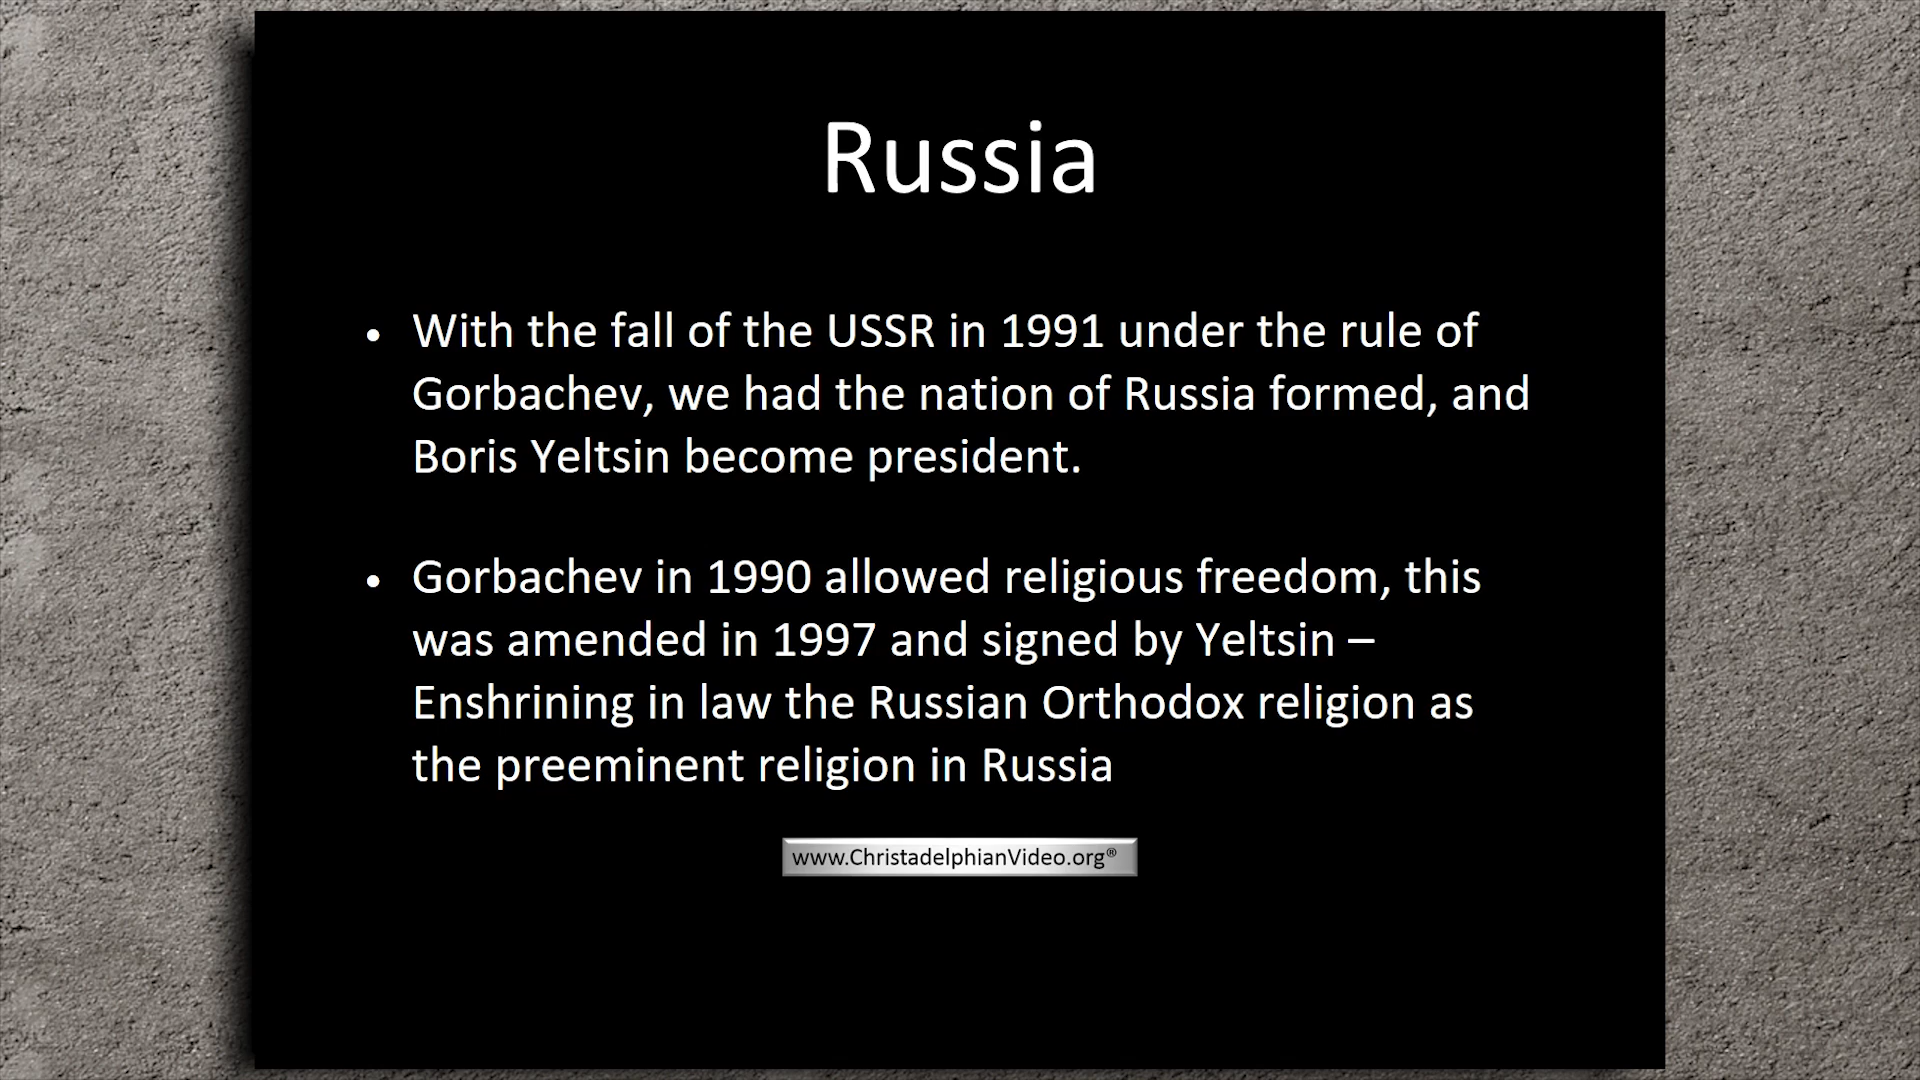 Russia
• With the fall of the USSR in 1991 under the rule of
Gorbachev, we had the nation of Russia formed, and
Boris Yeltsin become president.
• Gorbachev in 1990 allowed religious freedom, this
was amended in 1997 and signed by Yeltsin –
Enshrining in law the Russian Orthodox religion as
the preeminent religion in Russia
www.ChristadelphianVideo.org®